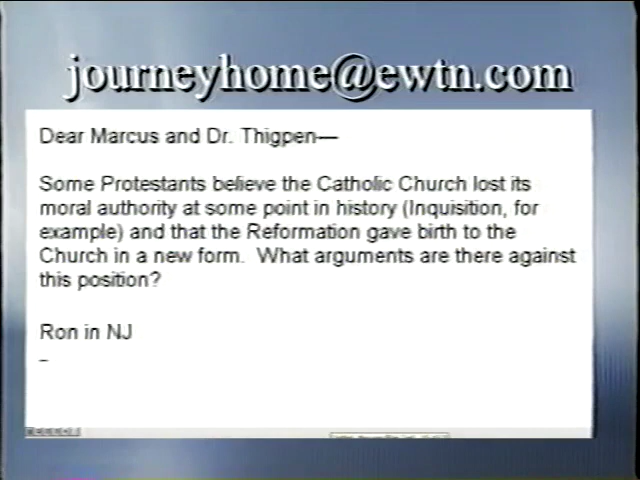 journeyhome@ewtn.com
Dear Marcus and Dr. Thigpen—
Some Protestants believe the Catholic Church lost its
moral authority at some point in history (Inquisition, for
example) and that the Reformation gave birth to the
Church in a new form.  What arguments are there against
this position?
Ron in NJ
–